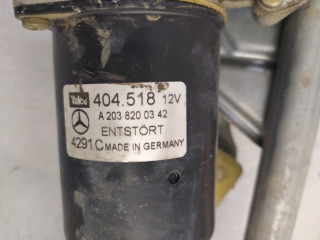 Valeo 404.518 12V
A 203 820 03 42
ENTSTÖRT
4291C MADE IN GERMANY